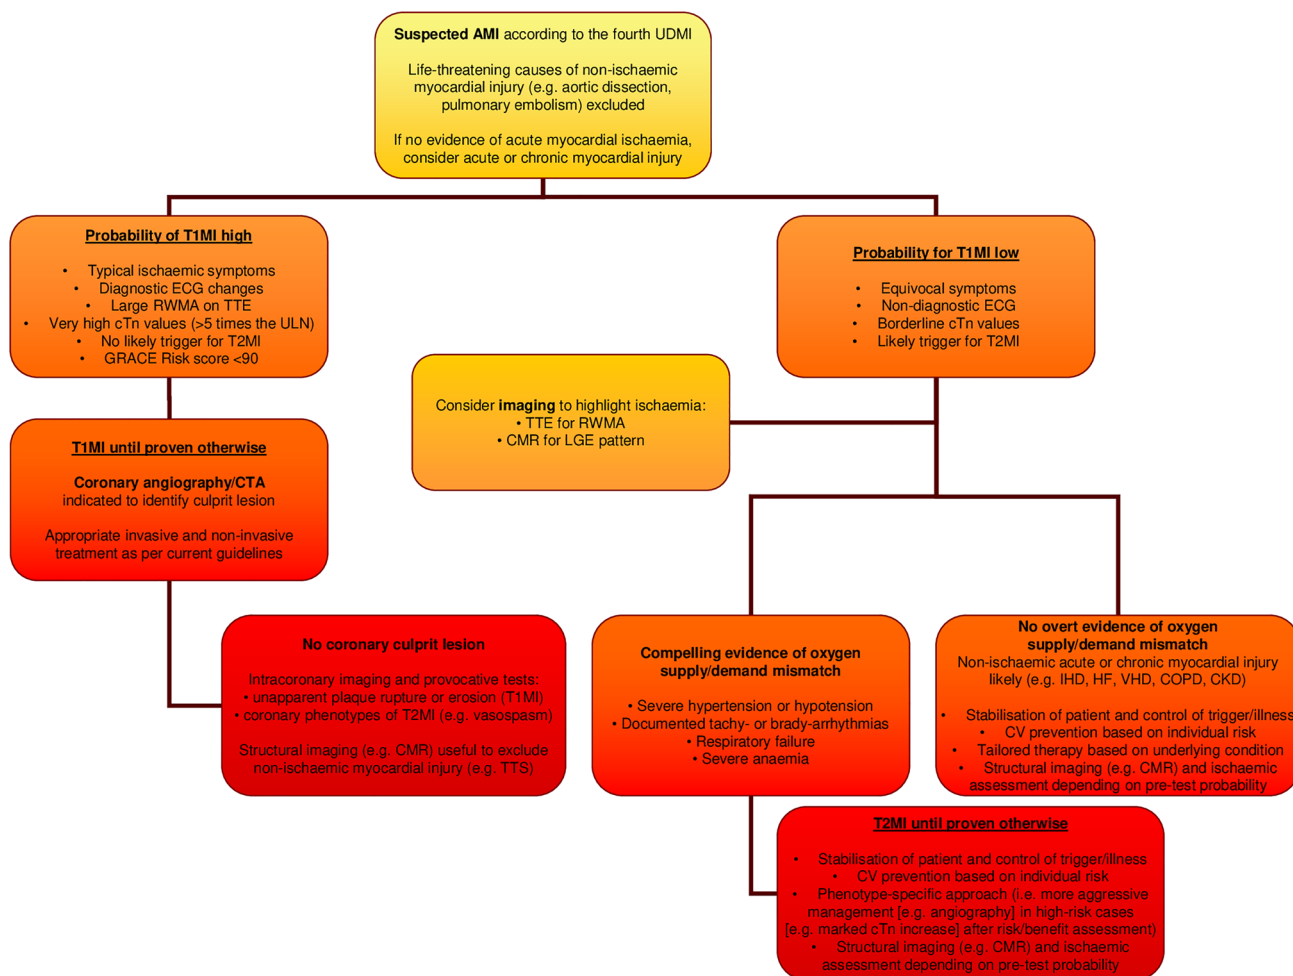 Suspected AMI according to the fourth UDMI
Life-threatening causes of non-ischaemic
myocardial injury (e.g. aortic dissection,
pulmonary embolism) excluded
If no evidence of acute myocardial ischaemia,
consider acute or chronic myocardial injury
Probability of T1MI high
• Typical ischaemic symptoms
• Diagnostic ECG changes
• Large RWMA on TTE
• Very high cTn values (>5 times the ULN)
• No likely trigger for T2MI
• GRACE Risk score <90
Probability for T1MI low
• Equivocal symptoms
• Non-diagnostic ECG
• Borderline cTn values
• Likely trigger for T2MI
Consider imaging to highlight ischaemia:
• TTE for RWMA
• CMR for LGE pattern
T1MI until proven otherwise
Coronary angiography/CTA
indicated to identify culprit lesion
Appropriate invasive and non-invasive
treatment as per current guidelines
No coronary culprit lesion
Intracoronary imaging and provocative tests:
• unapparent plaque rupture or erosion (T1MI)
• coronary phenotypes of T2MI (e.g. vasospasm)
Structural imaging (e.g. CMR) useful to exclude
non-ischaemic myocardial injury (e.g. TTS)
Compelling evidence of oxygen
supply/demand mismatch
• Severe hypertension or hypotension
• Documented tachy- or brady-arrhythmias
• Respiratory failure
• Severe anaemia
No overt evidence of oxygen
supply/demand mismatch
Non-ischaemic acute or chronic myocardial injury
likely (e.g. IHD, HF, VHD, COPD, CKD)
• Stabilisation of patient and control of trigger/illness
• CV prevention based on individual risk
• Tailored therapy based on underlying condition
• Structural imaging (e.g. CMR) and ischaemic
assessment depending on pre-test probability
T2MI until proven otherwise
• Stabilisation of patient and control of trigger/illness
• CV prevention based on individual risk
• Phenotype-specific approach (i.e. more aggressive
management [e.g. angiography] in high-risk cases
[e.g. marked cTn increase] after risk/benefit assessment)
• Structural imaging (e.g. CMR) and ischaemic
assessment depending on pre-test probability